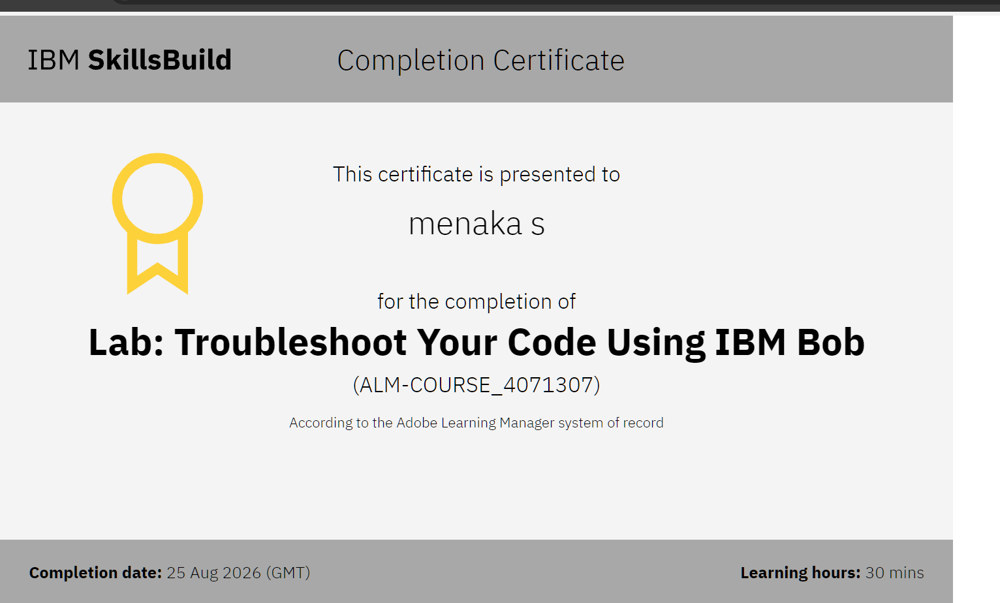 IBM SkillsBuild
Completion Certificate
This certificate is presented to
menaka s
for the completion of
Lab: Troubleshoot Your Code Using IBM Bob
(ALM-COURSE_4071307)
According to the Adobe Learning Manager system of record
Completion date: 25 Aug 2026 (GMT)
Learning hours: 30 mins